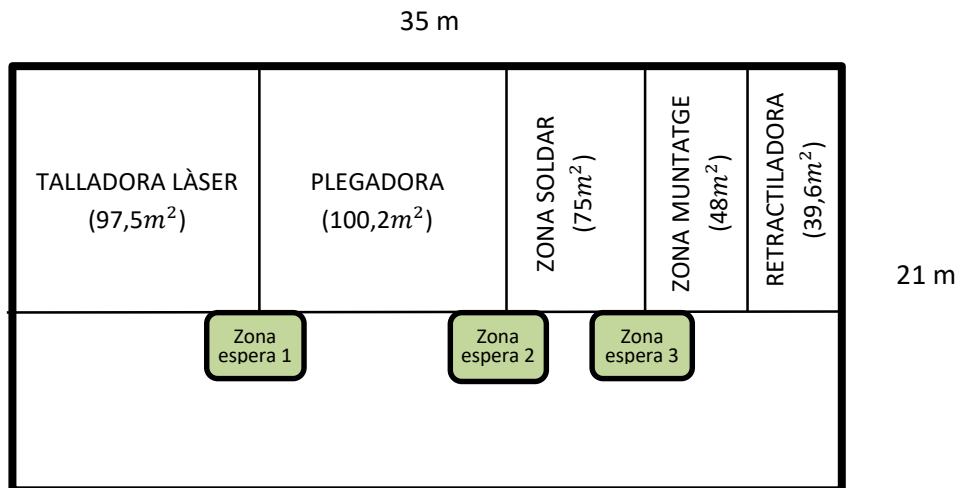 35 m
TALLADORA LÀSER
(97,5m²)
PLEGADORA
(100,2m²)
ZONA SOLDAR
(75m²)
ZONA MUNTATGE
(48m²)
RETRACTILADORA
(39,6m²)
21 m
Zona
espera 1
Zona
espera 2
Zona
espera 3